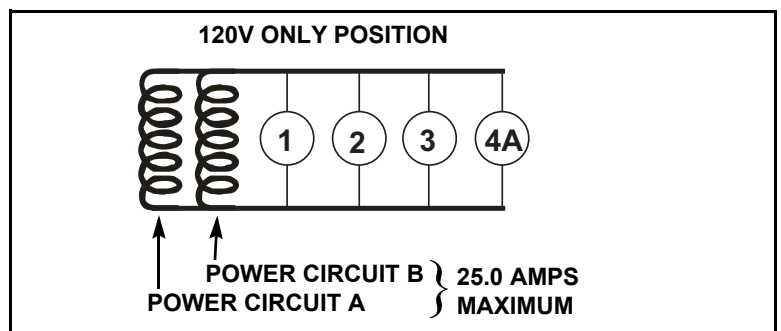 120V ONLY POSITION
1 2 3 4A
POWER CIRCUIT B
POWER CIRCUIT A
25.0 AMPS
MAXIMUM